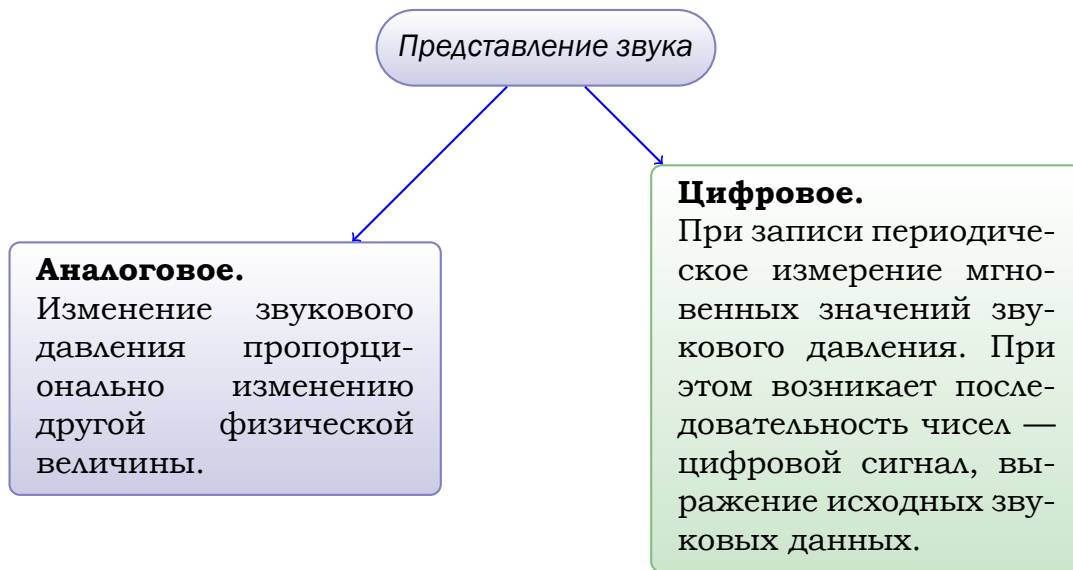 Представление звука
Аналоговое.
Изменение звукового
давления пропорци-
онально изменению
другой физической
величины.
Цифровое.
При записи периодиче-
ское измерение мгно-
венных значений зву-
кового давления. При
этом возникает после-
довательность чисел —
цифровой сигнал, вы-
ражение исходных зву-
ковых данных.